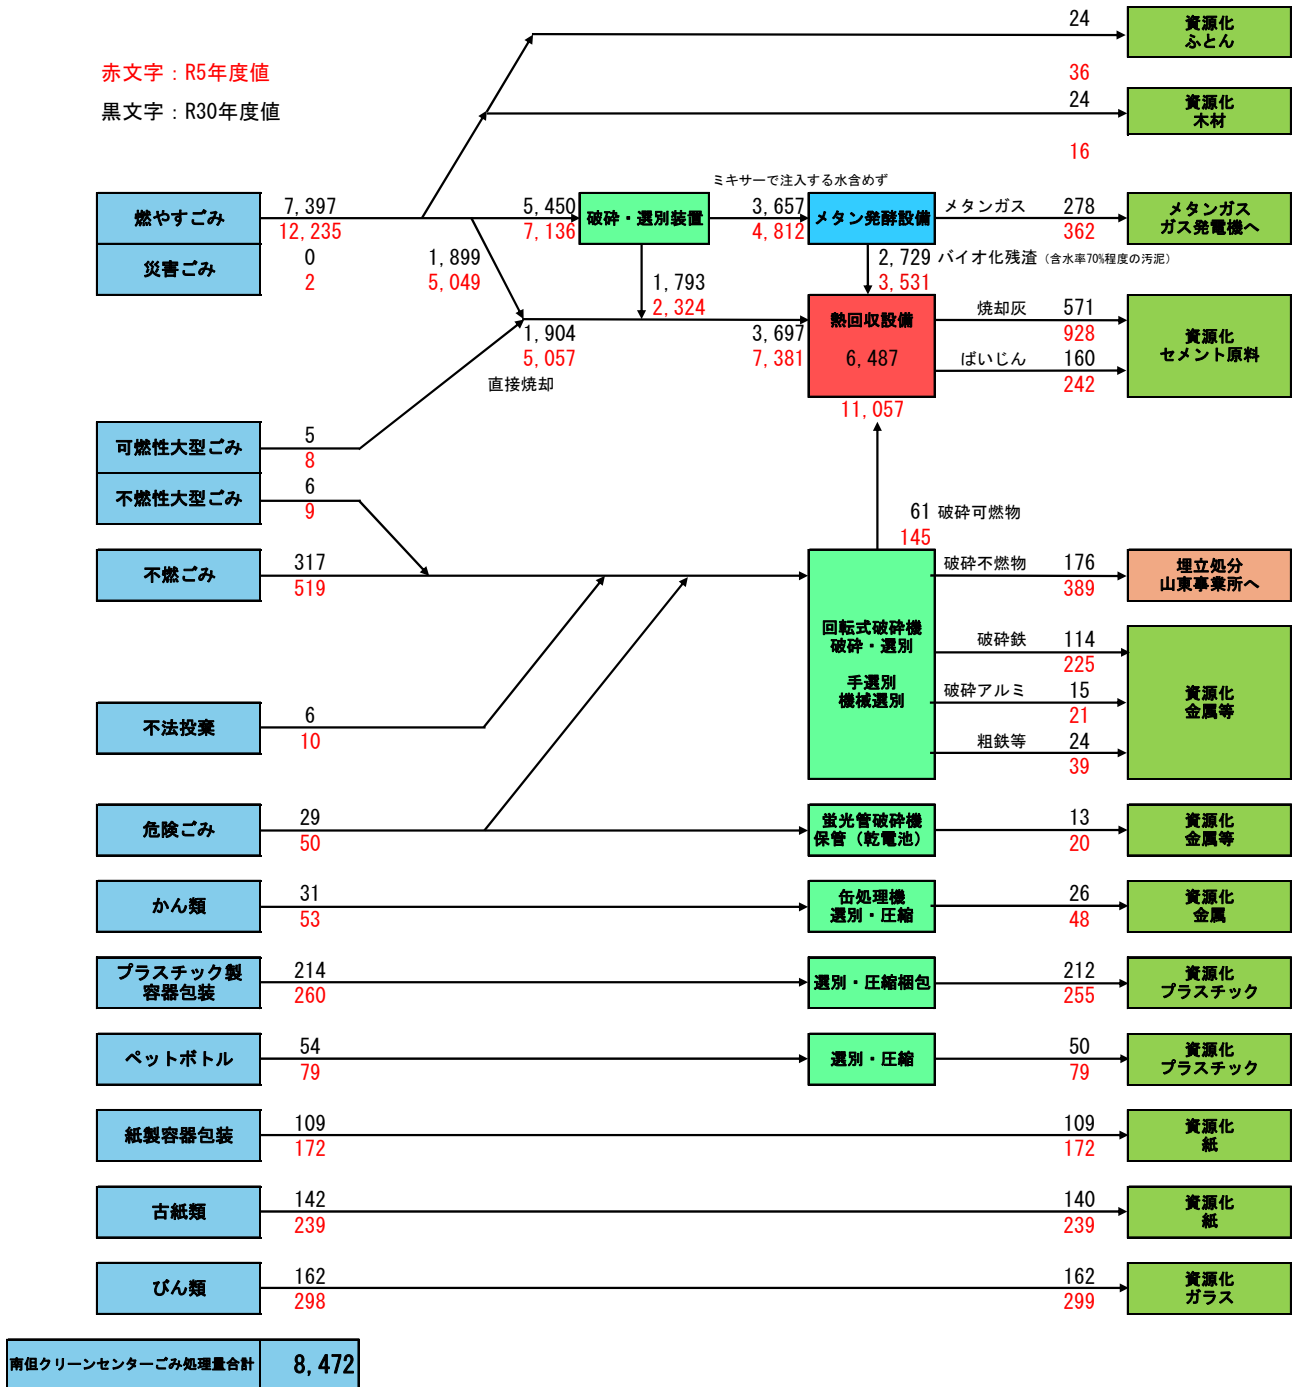 24
資源化
ふとん
赤文字：R5年度値
36
黒文字：R30年度値
24
資源化
木材
16
ミキサーで注入する水含めず
燃やすごみ
7,397
12,235
5,450
7,136
破砕・選別装置
3,657
4,812
メタン発酵設備
メタンガス
278
362
メタンガス
ガス発電機へ
災害ごみ
0
2
1,899
5,049
1,793
2,324
2,729
3,531
バイオ化残渣（含水率70%程度の汚泥）
1,904
5,057
直接焼却
3,697
7,381
熱回収設備
6,487
11,057
焼却灰
571
928
ばいじん
160
242
資源化
セメント原料
可燃性大型ごみ
5
8
不燃性大型ごみ
6
9
61
145
破砕可燃物
不燃ごみ
317
519
回転式破砕機
破砕・選別
手選別
機械選別
破砕不燃物
176
389
埋立処分
山東事業所へ
破砕鉄
114
225
破砕アルミ
15
21
粗鉄等
24
39
資源化
金属等
不法投棄
6
10
危険ごみ
29
50
蛍光管破砕機
保管（乾電池）
13
20
資源化
金属等
かん類
31
53
缶処理機
選別・圧縮
26
48
資源化
金属
プラスチック製
容器包装
214
260
選別・圧縮梱包
212
255
資源化
プラスチック
ペットボトル
54
79
選別・圧縮
50
79
資源化
プラスチック
紙製容器包装
109
172
109
172
資源化
紙
古紙類
142
239
140
239
資源化
紙
びん類
162
298
162
299
資源化
ガラス
南但クリーンセンターごみ処理量合計
8,472